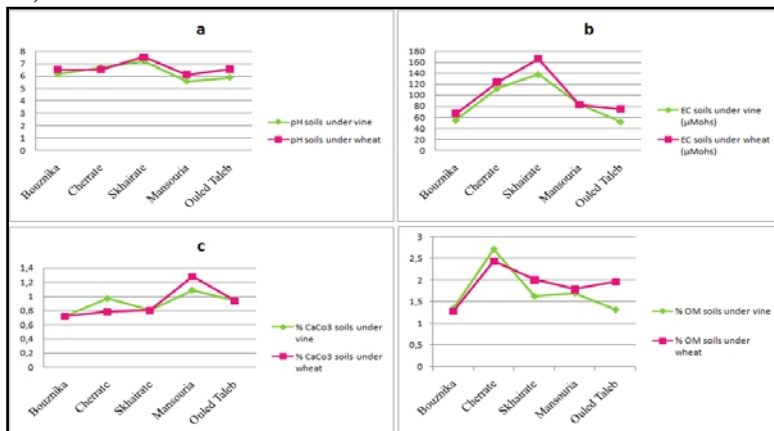 a
8
7
6
5
4
3
2
1
0
Bouznika
Cherrate
Skhairate
Mansouria
Ouled Taleb
pH soils under vine
pH soils under wheat
b
180
160
140
120
100
80
60
40
20
0
Bouznika
Cherrate
Skhairate
Mansouria
Ouled Taleb
EC soils under vine
(µMohs)
EC soils under wheat
(µMohs)
c
1,4
1,2
1
0,8
0,6
0,4
0,2
0
Bouznika
Cherrate
Skhairate
Mansouria
Ouled Taleb
% CaCo3 soils under
vine
% CaCo3 soils under
wheat
3
2,5
2
1,5
1
0,5
0
Bouznika
Cherrate
Skhairate
Mansouria
Ouled Taleb
% OM soils under vine
% OM soils under
wheat